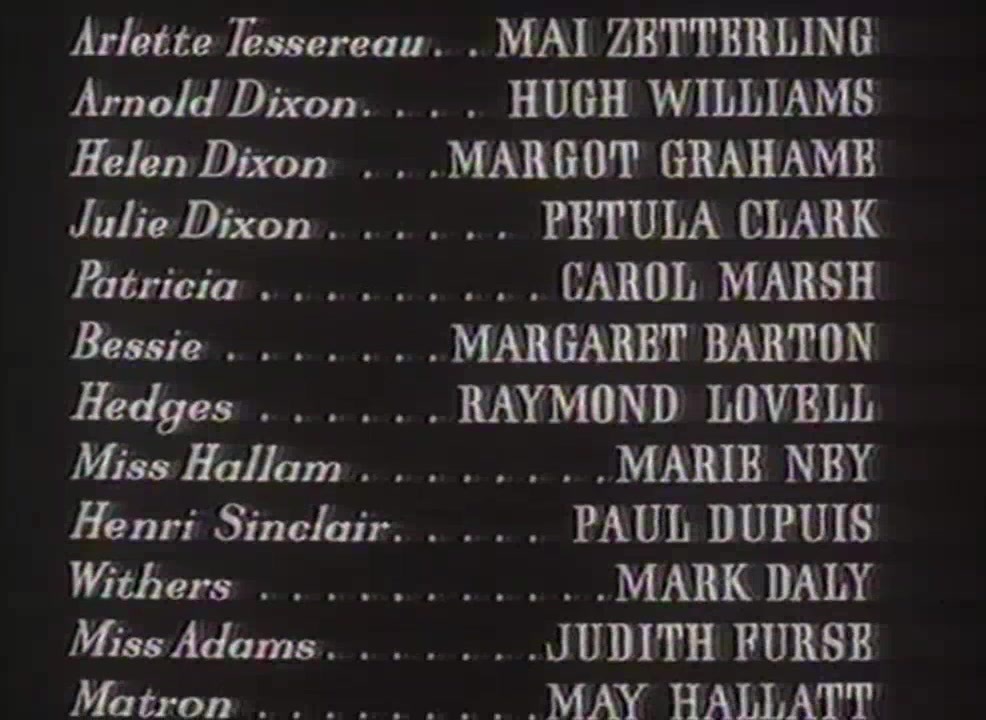 Arlette Tessereau. . MAI ZETTERLING
Arnold Dixon. . . . HUGH WILLIAMS
Helen Dixon . . .MARGOT GRAHAME
Julie Dixon . . . . . . PETULA CLARK
Patricia . . . . . . . . . CAROL MARSH
Bessie . . . . . . .MARGARET BARTON
Hedges . . . . . . RAYMOND LOVELL
Miss Hallam . . . . . . . .MARIE NEY
Henri Sinclair. . . . . PAUL DUPUIS
Withers . . . . . . . . . . .MARK DALY
Miss Adams . . . . . . .JUDITH FURSE
Matron . . . . . . . . . MAY HALLATT